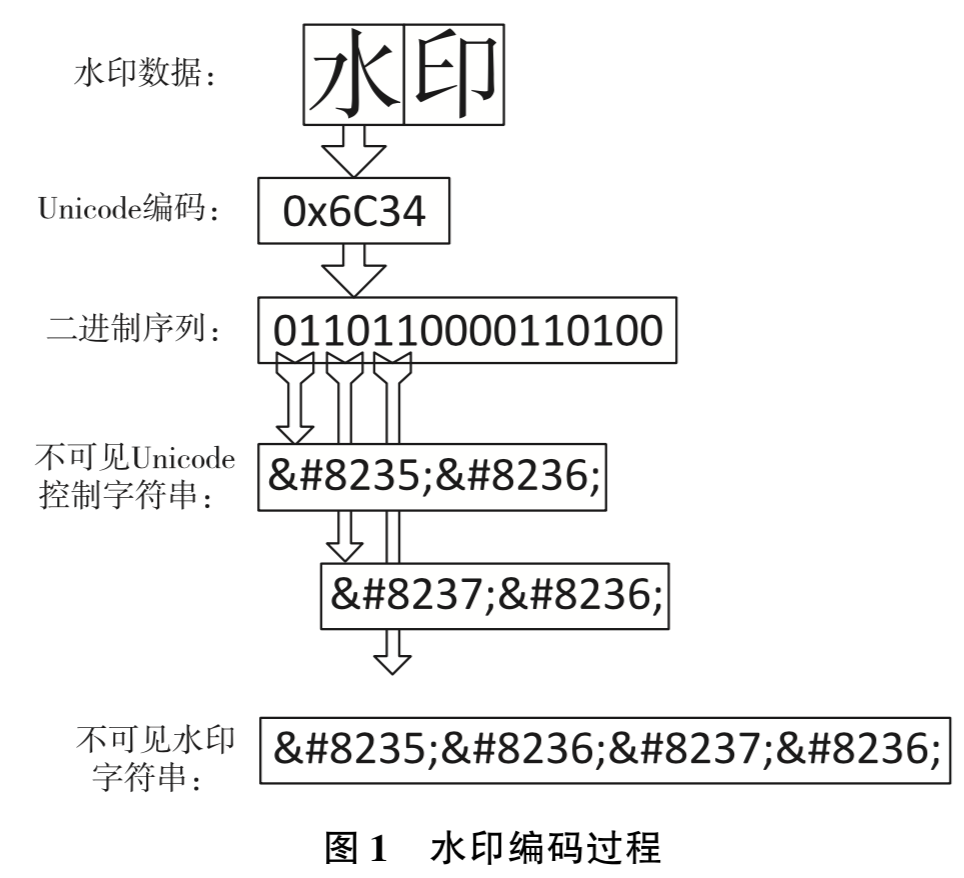 水印数据： 水印
Unicode编码： 0x6C34
二进制序列： 0110110000110100
不可见Unicode
控制字符串： &#8235;&#8236;
&#8237;&#8236;
不可见水印
字符串： &#8235;&#8236;&#8237;&#8236;
图 1 水印编码过程